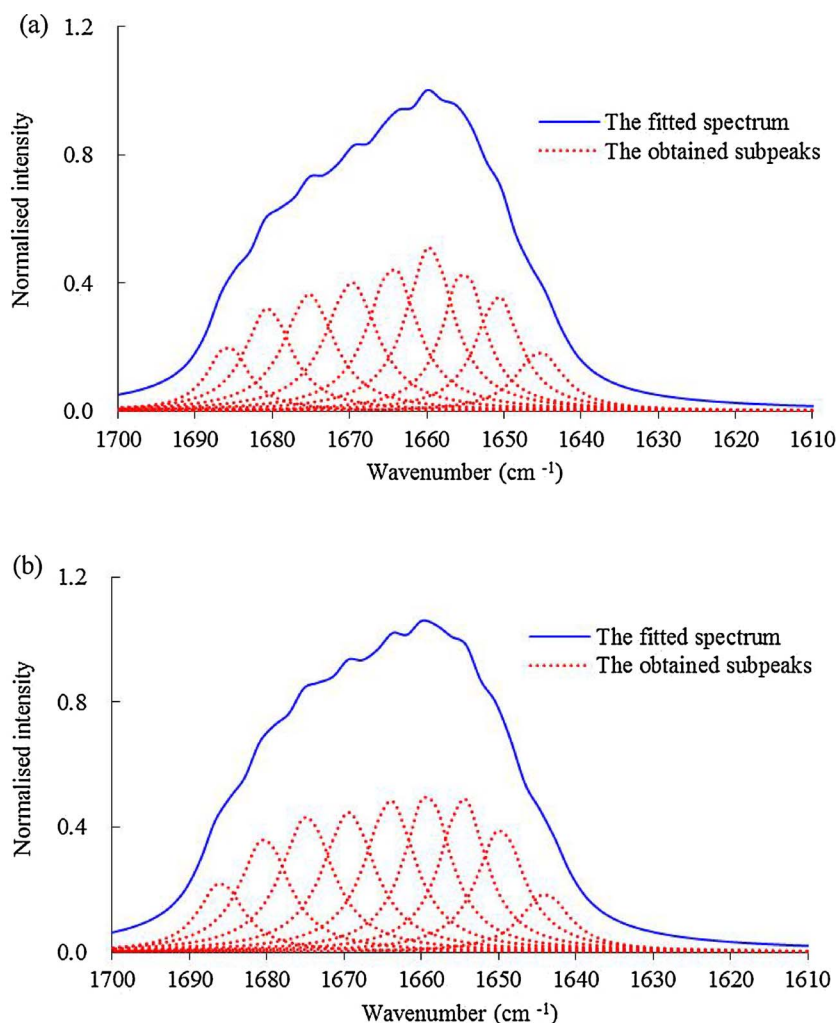 (a)
1.2
0.8
0.4
0.0
Normalised intensity
The fitted spectrum
The obtained subpeaks
1700 1690 1680 1670 1660 1650 1640 1630 1620 1610
Wavenumber (cm -1)
(b)
1.2
0.8
0.4
0.0
Normalised intensity
The fitted spectrum
The obtained subpeaks
1700 1690 1680 1670 1660 1650 1640 1630 1620 1610
Wavenumber (cm -1)